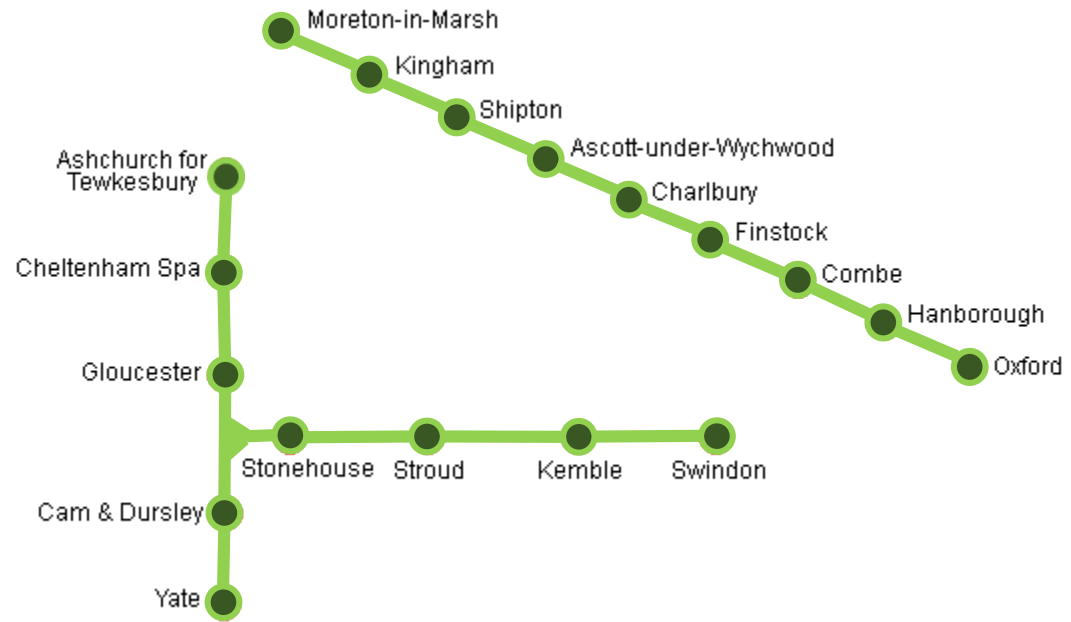 Moreton-in-Marsh
Kingham
Shipton
Ascott-under-Wychwood
Ashchurch for
Tewkesbury
Charlbury
Finstock
Cheltenham Spa
Combe
Hanborough
Gloucester
Oxford
Stonehouse
Stroud
Kemble
Swindon
Cam & Dursley
Yate